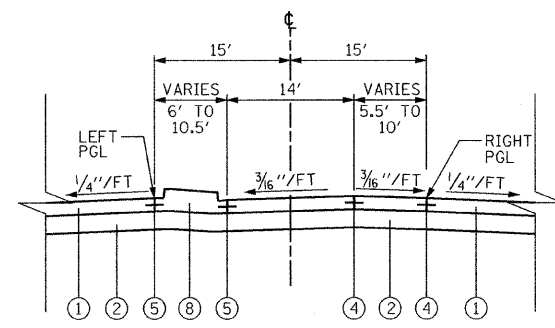 ℄
15' 15'
VARIES 14' VARIES
6' TO 5.5' TO
10.5' 10'
LEFT RIGHT
PGL PGL
1/4"/FT 3/16"/FT 3/16"/FT 1/4"/FT
1 2 5 8 5 4 2 4 1